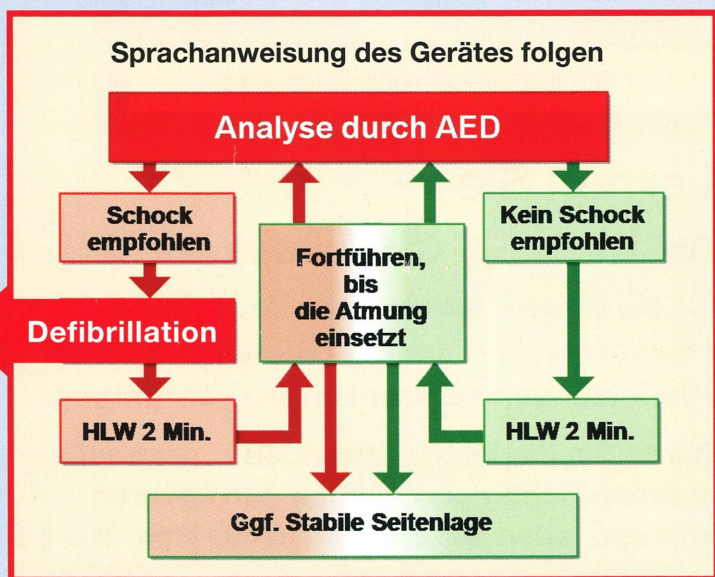 Sprachanweisung des Gerätes folgen
Analyse durch AED
Schock
empfohlen
Kein Schock
empfohlen
Fortführen,
bis
die Atmung
einsetzt
Defibrillation
HLW 2 Min.
HLW 2 Min.
Ggf. Stabile Seitenlage